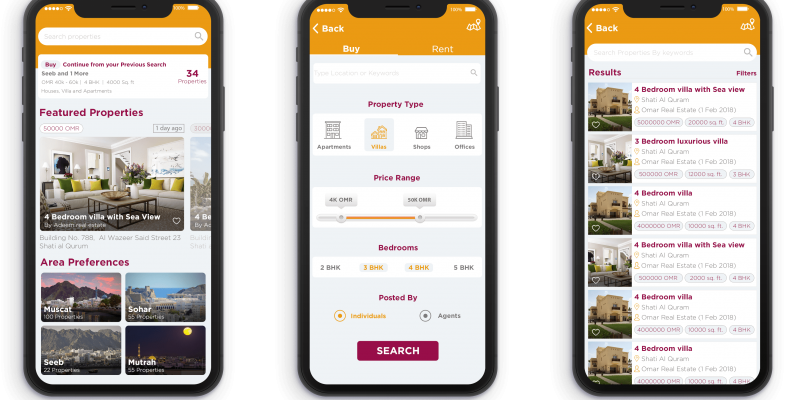 100%
Search properties
Buy Continue from your Previous Search
Seeb and 1 More
OMR 40k - 60k | 4 BHK | 4000 Sq. ft
Houses, Villa and Apartments
34
Properties
Featured Properties
50000 OMR
1 day ago
4 Bedroom villa with Sea View
By Adeem real estate
4 Be
By Ad
Building No. 788, Al Wazeer Said Street 23
Shati al Qurum
Area Preferences
Muscat
100 Properties
Sohar
55 Properties
Seeb
22 Properties
Mutrah
55 Properties
100%
Back
Buy
Rent
Type Location or Keywords
Property Type
Apartments
Villas
Shops
Offices
Price Range
4K OMR
50K OMR
Bedrooms
2 BHK
3 BHK
4 BHK
5 BHK
Posted By
Individuals
Agents
SEARCH
100%
Back
Search Properties By Keywords
Results
Filters
4 Bedroom villa with Sea view
Shati Al Quram
Omar Real Estate (1 Feb 2018)
5000000 OMR
20000 sq. ft.
4 BHK
3 Bedroom luxurious villa
Shati Al Quram
Omar Real Estate (1 Feb 2018)
500000 OMR
12000 sq. ft.
3 BHK
4 Bedroom villa
Shati Al Quram
Omar Real Estate (1 Feb 2018)
4000000 OMR
10000 sq. ft.
4 BHK
4 Bedroom villa with Sea view
Shati Al Quram
Omar Real Estate (1 Feb 2018)
500000 OMR
2000 sq. ft.
4 BHK
4 Bedroom villa
Shati Al Quram
Omar Real Estate (1 Feb 2018)
4000000 OMR
10000 sq. ft.
4 BHK
4 Bedroom villa
Shati Al Quram
Omar Real Estate (1 Feb 2018)
4000000 OMR
10000 sq. ft.
4 BHK